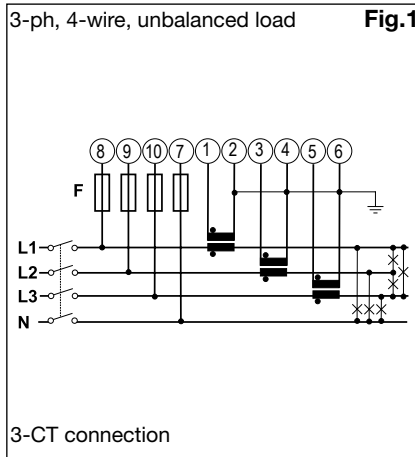 3-ph, 4-wire, unbalanced load Fig.1
8 9 10 7 1 2 3 4 5 6
F
L1
L2
L3
N
3-CT connection